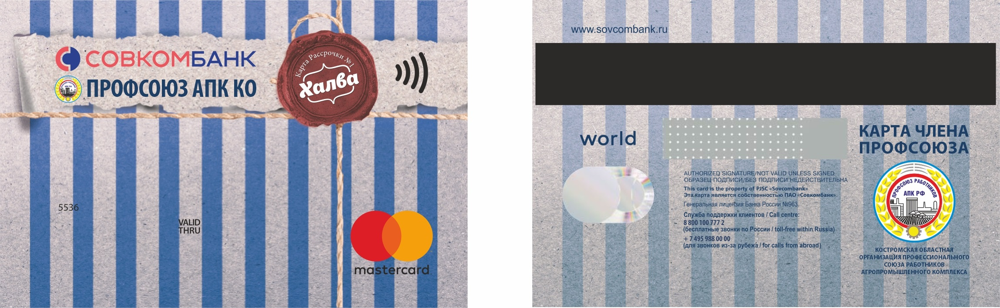 СОВКОМБАНК
ПРОФСОЮЗ РАБОТНИКОВ
АПК РФ
ПРОФСОЮЗ АПК КО
Карта Рассрочки №1
Халва
5536
VALID
THRU
mastercard
www.sovcombank.ru
world
AUTHORIZED SIGNATURE/NOT VALID UNLESS SIGNED
ОБРАЗЕЦ ПОДПИСИ/БЕЗ ПОДПИСИ НЕДЕЙСТВИТЕЛЬНА
This card is the property of PJSC «Sovcombank»
Эта карта является собственностью ПАО «Совкомбанк».
Генеральная лицензия Банка России №963.
Служба поддержки клиентов / Call centre:
8 800 100 777 2
(бесплатные звонки по России / toll-free within Russia)
+ 7 495 988 00 00
(для звонков из-за рубежа / for calls from abroad)
КАРТА ЧЛЕНА
ПРОФСОЮЗА
ПРОФСОЮЗ РАБОТНИКОВ
АПК РФ
КОСТРОМСКАЯ ОБЛАСТНАЯ
ОРГАНИЗАЦИЯ ПРОФЕССИОНАЛЬНОГО
СОЮЗА РАБОТНИКОВ
АГРОПРОМЫШЛЕННОГО КОМПЛЕКСА